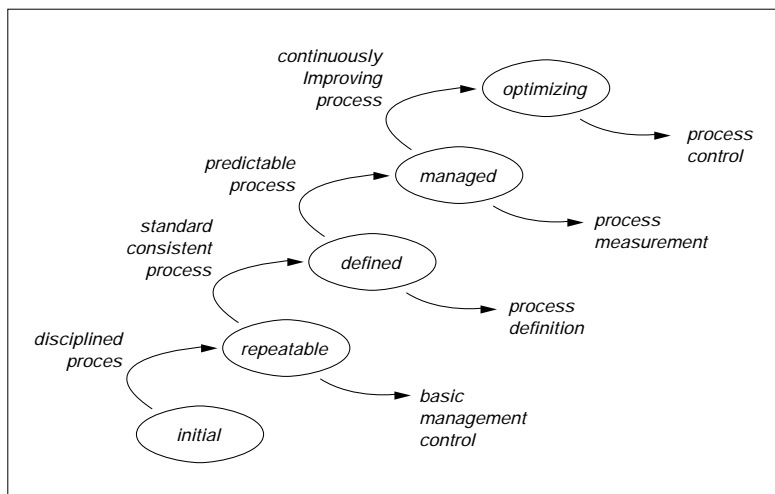 continuously
Improving
process
optimizing
process
control
predictable
process
managed
process
measurement
standard
consistent
process
defined
process
definition
disciplined
proces
repeatable
basic
management
control
initial